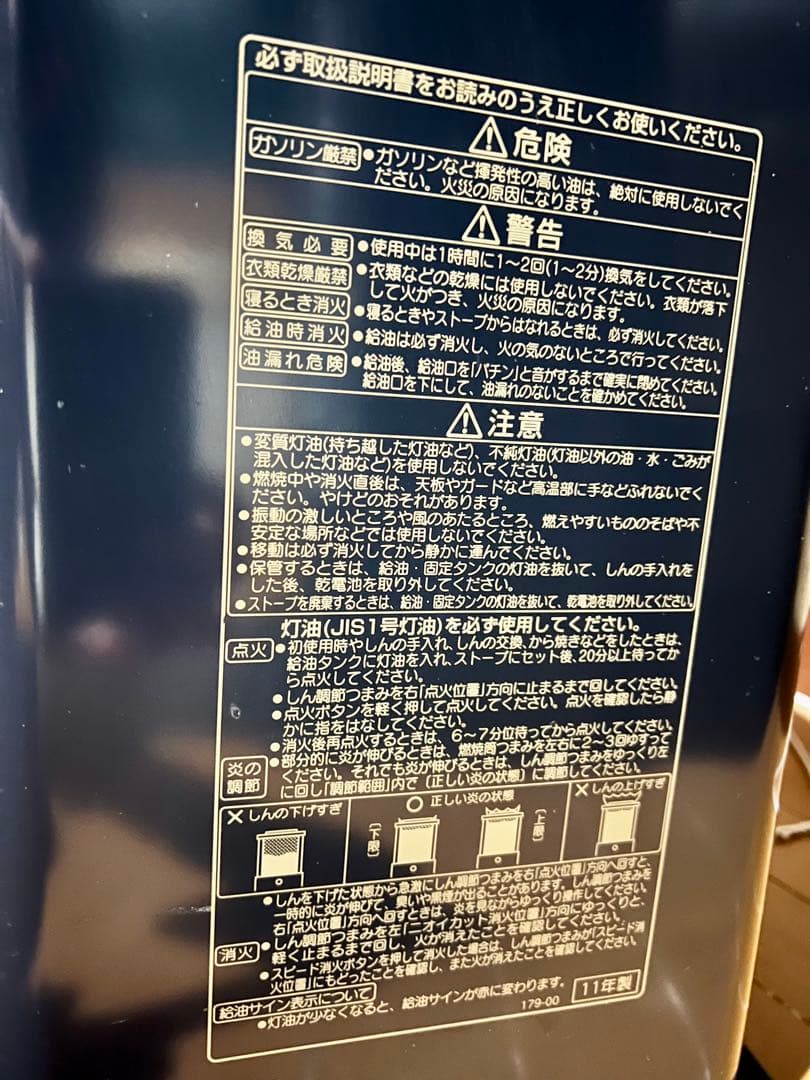 必ず取扱説明書をお読みのうえ正しくお使いください。
⚠危険
ガソリン厳禁 ●ガソリンなど揮発性の高い油は、絶対に使用しないでく
ださい。火災の原因になります。
⚠警告
換気必要 ●使用中は1時間に1〜2回(1〜2分)換気をしてください。
衣類乾燥厳禁 ●衣類などの乾燥には使用しないでください。衣類が落下
して火がつき、火災の原因になります。
寝るとき消火 ●寝るときやストーブからはなれるときは、必ず消火してください。
給油時消火 ●給油は必ず消火し、火の気のないところで行ってください。
油漏れ危険 ●給油後、給油口を「パチン」と音がするまで確実に閉めてください。
給油口を下にして、油漏れのないことを確かめてください。
⚠注意
●変質灯油(持ち越した灯油など)、不純灯油(灯油以外の油・水・ごみが
混入した灯油など)を使用しないでください。
●燃焼中や消火直後は、天板やガードなど高温部に手などふれないでく
ださい。やけどのおそれがあります。
●振動の激しいところや風のあたるところ、燃えやすいもののそばや不
安定な場所などでは使用しないでください。
●移動は必ず消火してから静かに運んでください。
●保管するときは、給油・固定タンクの灯油を抜いて、しんの手入れを
した後、乾電池を取り外してください。
●ストーブを廃棄するときは、給油・固定タンクの灯油を抜いて、乾電池を取り外してください。
灯油(JIS1号灯油)を必ず使用してください。
点火 ●初使用時やしんの手入れ、しんの交換、から焼きなどをしたときは、
給油タンクに灯油を入れ、ストーブにセット後、20分以上待ってか
ら点火してください。
●しん調節つまみを右「点火位置」方向に止まるまで回してください。
●点火ボタンを軽く押して点火してください。点火を確認したら静
かに指をはなしてください。
●消火後再点火するときは、6〜7分位待ってから点火してください。
炎の調節 ●部分的に炎が伸びるときは、燃焼筒つまみを左右に2〜3回ゆすって
ください。それでも炎が伸びるときは、しん調節つまみをゆっくり左
に回し「調節範囲」内で〔正しい炎の状態〕に調節してください。
×しんの下げすぎ ○正しい炎の状態 ×しんの上げすぎ
〔下限〕 〔上限〕
●しんを下げた状態から急激にしん調節つまみを右「点火位置」方向へ回すと、
一時的に炎が伸びて、臭いや黒煙が出ることがあります。しん調節つまみを
右「点火位置」方向へ回すときは、炎を見ながらゆっくり操作してください。
消火 ●しん調節つまみを左「ニオイカット消火位置」方向にゆっくりと、
軽く止まるまで回し、火が消えたことを確認してください。
●スピード消火ボタンを押して消火した場合は、しん調節つまみが「スピード消
火位置」にもどったことを確認し、また火が消えたことを確認してください。
給油サイン表示について
●灯油が少なくなると、給油サインが赤に変わります。
179-00 11年製